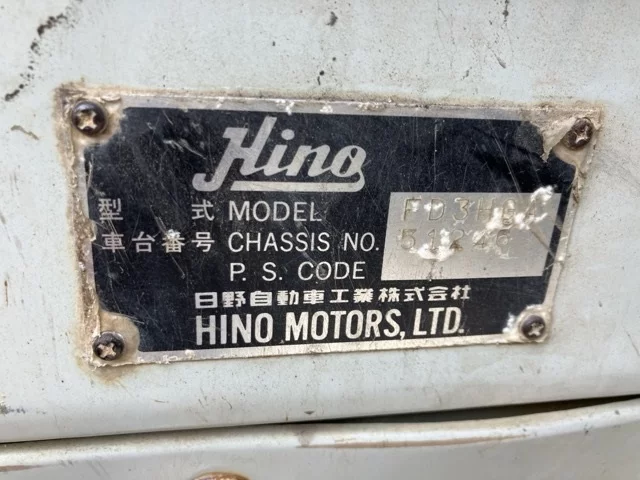 Hino
型 式 MODEL
車台番号 CHASSIS NO.
P. S. CODE
日野自動車工業株式会社
HINO MOTORS, LTD.